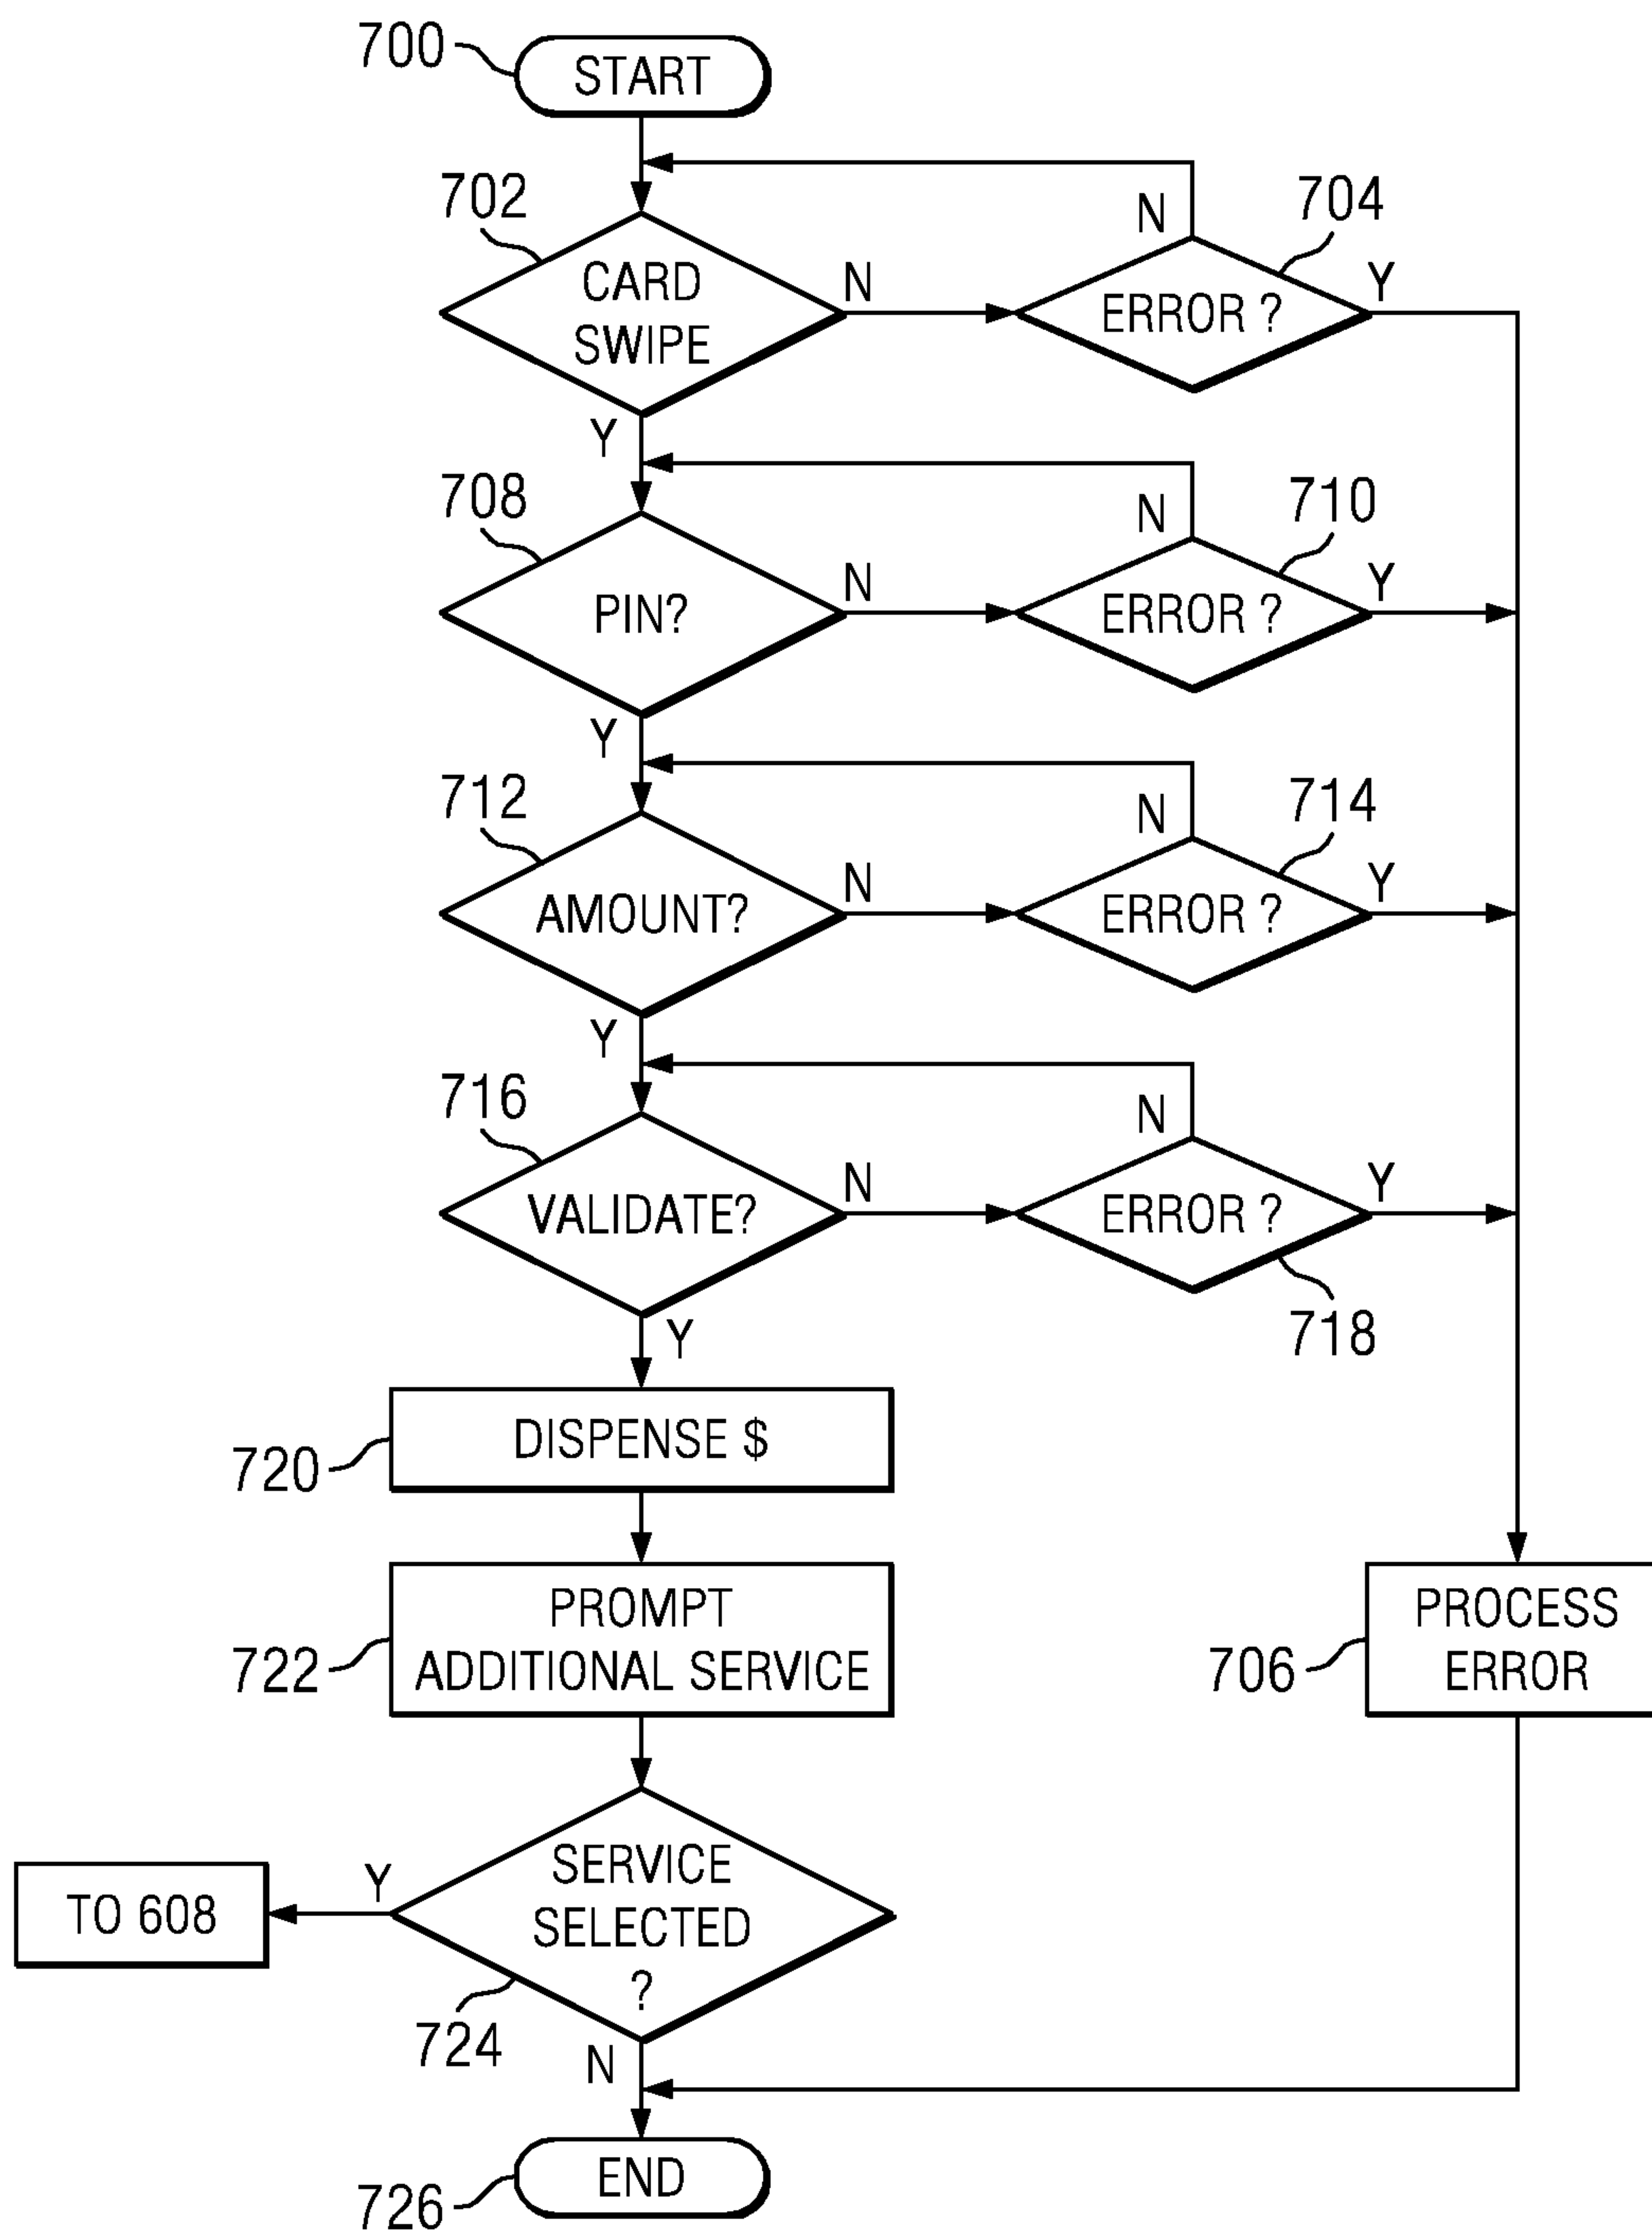 700
START
702
CARD
SWIPE
N
N
704
ERROR ?
Y
Y
708
PIN?
N
N
710
ERROR ?
Y
Y
712
AMOUNT?
N
N
714
ERROR ?
Y
Y
716
VALIDATE?
N
N
ERROR ?
Y
718
Y
720
DISPENSE $
722
PROMPT
ADDITIONAL SERVICE
706
PROCESS
ERROR
TO 608
Y
SERVICE
SELECTED
?
724
N
726
END